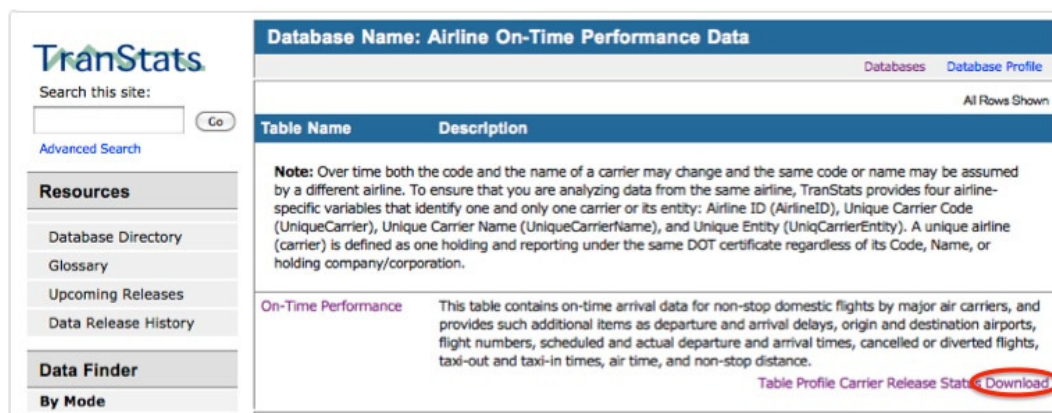 TranStats
Search this site:
Go
Advanced Search
Resources
Database Directory
Glossary
Upcoming Releases
Data Release History
Data Finder
By Mode
Database Name: Airline On-Time Performance Data
Databases Database Profile
All Rows Shown
Table Name Description
Note: Over time both the code and the name of a carrier may change and the same code or name may be assumed
by a different airline. To ensure that you are analyzing data from the same airline, TranStats provides four airline-
specific variables that identify one and only one carrier or its entity: Airline ID (AirlineID), Unique Carrier Code
(UniqueCarrier), Unique Carrier Name (UniqueCarrierName), and Unique Entity (UniqCarrierEntity). A unique airline
(carrier) is defined as one holding and reporting under the same DOT certificate regardless of its Code, Name, or
holding company/corporation.
On-Time Performance This table contains on-time arrival data for non-stop domestic flights by major air carriers, and
provides such additional items as departure and arrival delays, origin and destination airports,
flight numbers, scheduled and actual departure and arrival times, cancelled or diverted flights,
taxi-out and taxi-in times, air time, and non-stop distance.
Table Profile Carrier Release Status Download